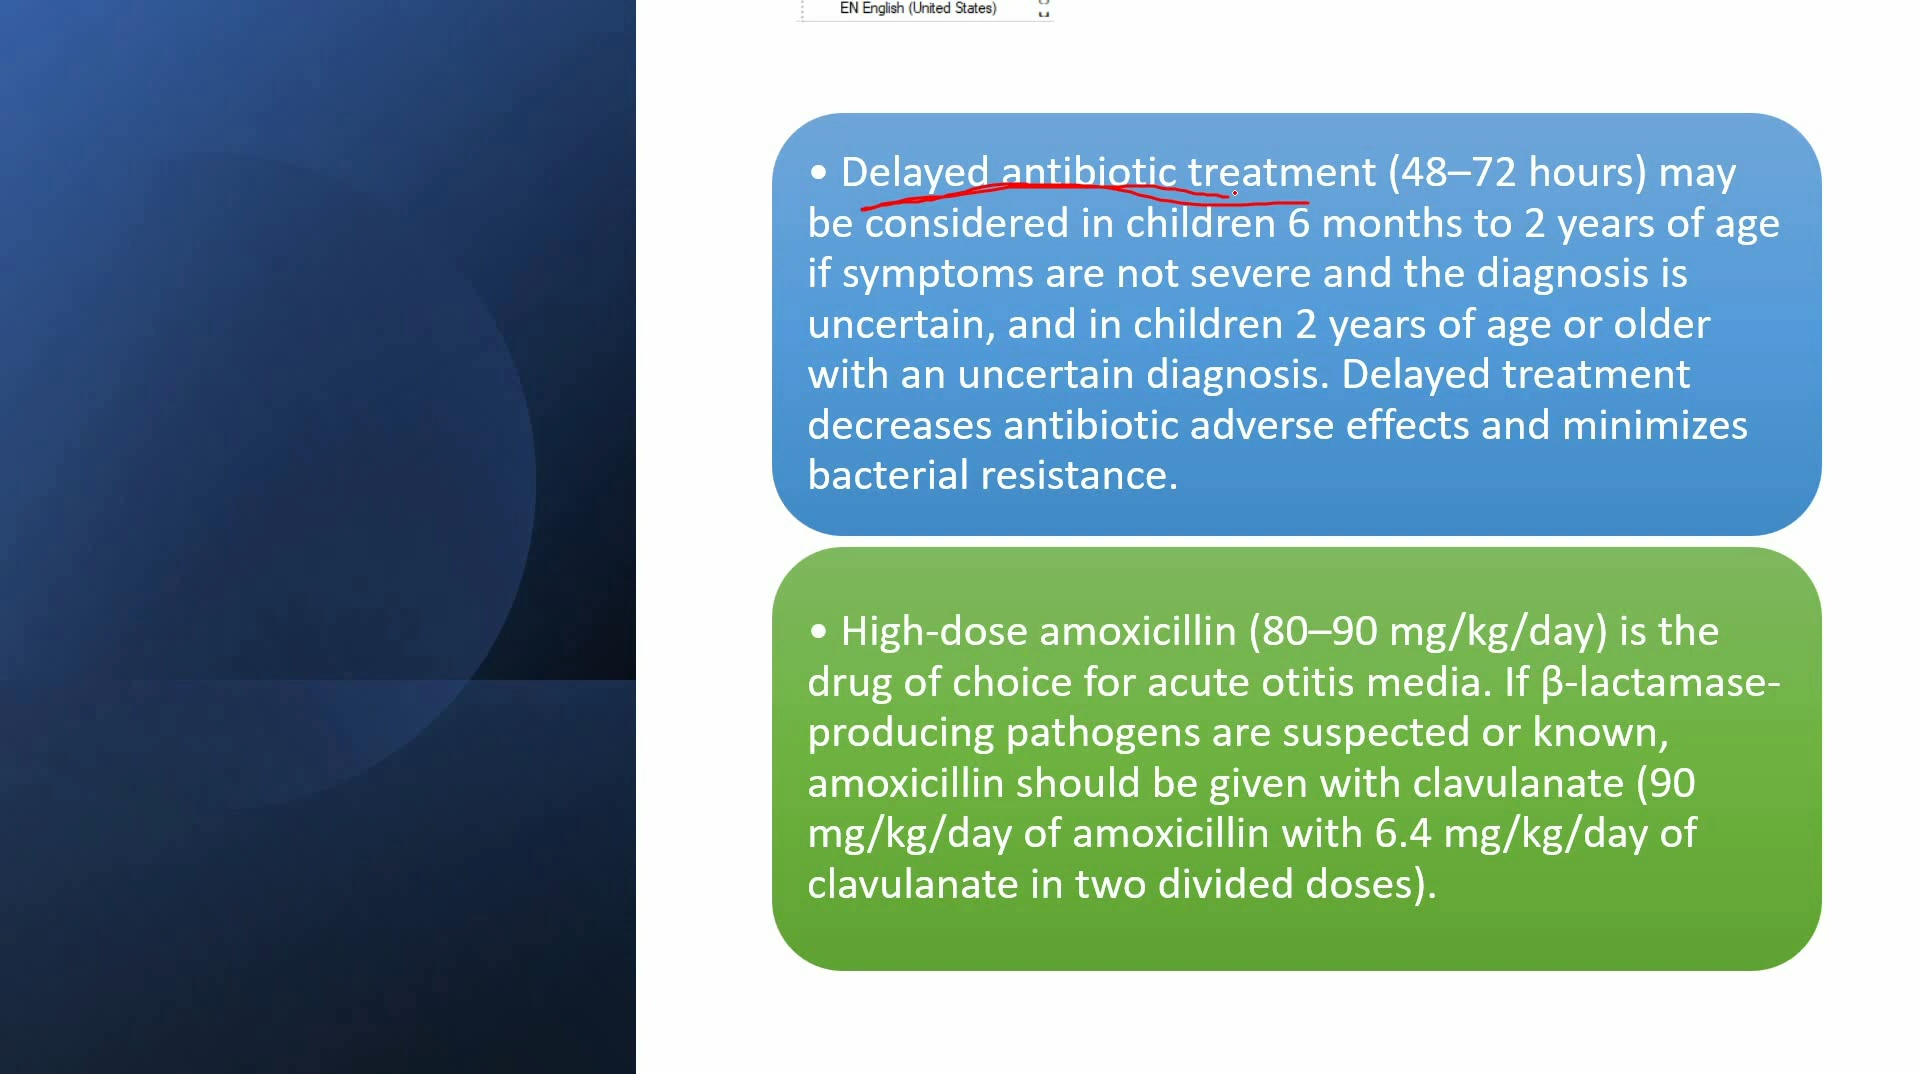 EN English (United States)
• Delayed antibiotic treatment (48–72 hours) may
be considered in children 6 months to 2 years of age
if symptoms are not severe and the diagnosis is
uncertain, and in children 2 years of age or older
with an uncertain diagnosis. Delayed treatment
decreases antibiotic adverse effects and minimizes
bacterial resistance.
• High-dose amoxicillin (80–90 mg/kg/day) is the
drug of choice for acute otitis media. If β-lactamase-
producing pathogens are suspected or known,
amoxicillin should be given with clavulanate (90
mg/kg/day of amoxicillin with 6.4 mg/kg/day of
clavulanate in two divided doses).